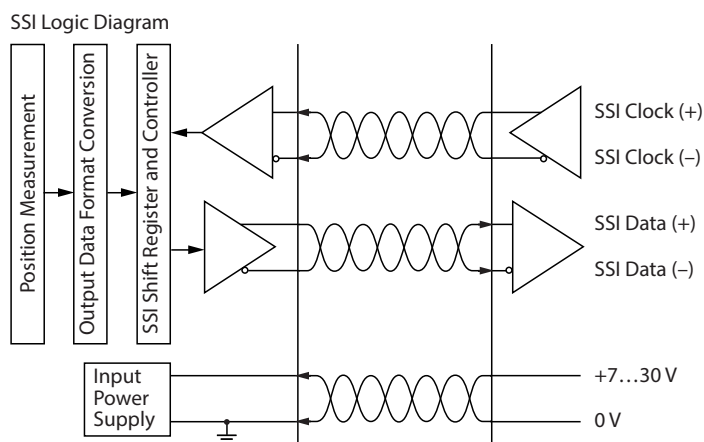 SSI Logic Diagram
Position Measurement
Output Data Format Conversion
SSI Shift Register and Controller
SSI Clock (+)
SSI Clock (–)
SSI Data (+)
SSI Data (–)
Input
Power
Supply
+7…30 V
0 V